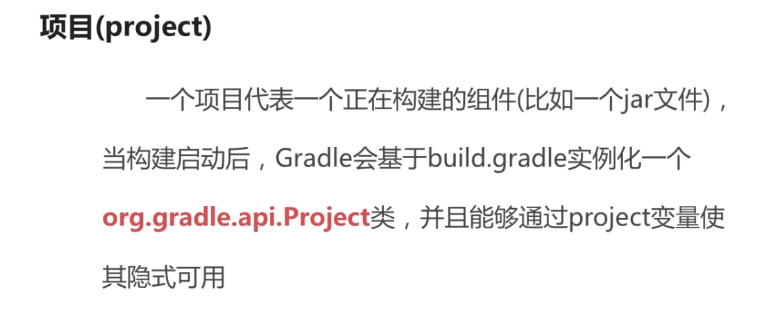 项目(project)
一个项目代表一个正在构建的组件(比如一个jar文件)，
当构建启动后，Gradle会基于build.gradle实例化一个
org.gradle.api.Project类，并且能够通过project变量使
其隐式可用